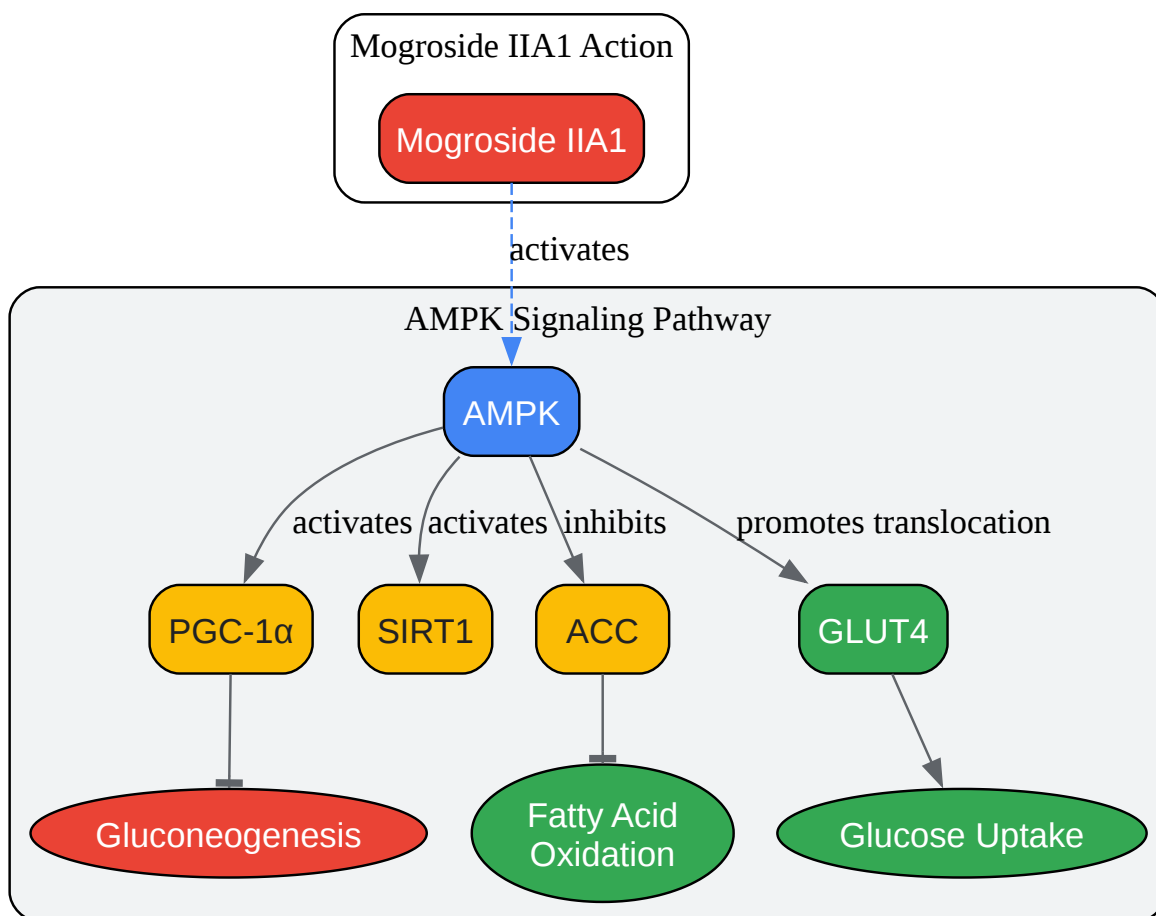 Mogroside IIA1 Action
Mogroside IIA1
activates
AMPK Signaling Pathway
AMPK
activates
activates
inhibits
promotes translocation
PGC-1α
SIRT1
ACC
GLUT4
Gluconeogenesis
Fatty Acid
Oxidation
Glucose Uptake